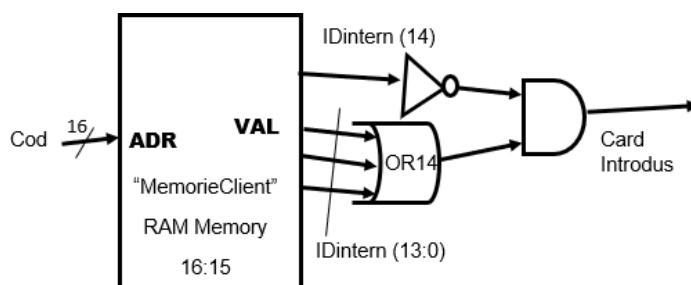 IDintern (14)
Cod
16
ADR
VAL
"MemorieClient"
RAM Memory
16:15
OR14
IDintern (13:0)
Card
Introdus